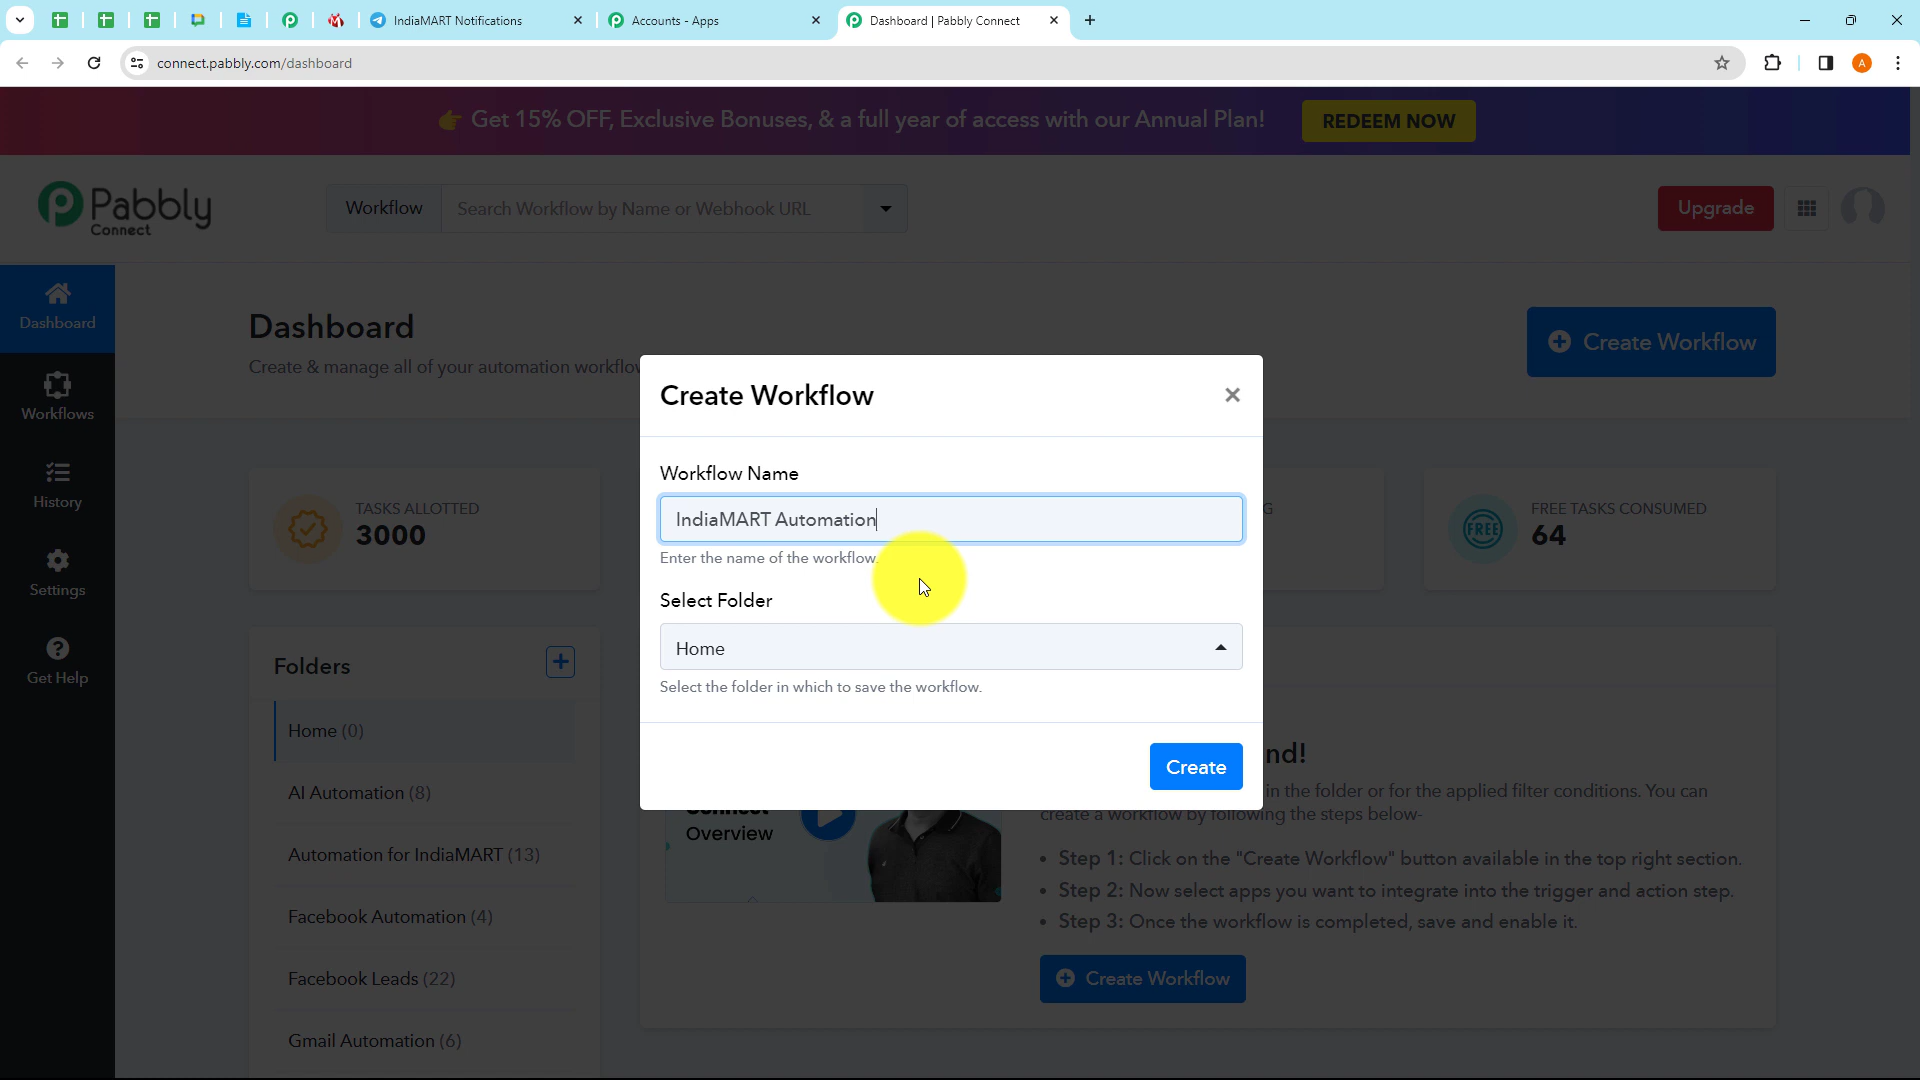 IndiaMART Notifications
Accounts - Apps
Dashboard | Pabbly Connect
A
connect.pabbly.com/dashboard
👉 Get 15% OFF, Exclusive Bonuses, & a full year of access with our Annual Plan!
REDEEM NOW
Pabbly
Connect
Workflow
Search Workflow by Name or Webhook URL
Upgrade
Dashboard
Workflows
History
Settings
Get Help
Dashboard
Create & manage all of your automation workflow
Create Workflow
TASKS ALLOTTED
3000
G
FREE TASKS CONSUMED
FREE
64
Create Workflow
Workflow Name
IndiaMART Automation
Enter the name of the workflow.
Select Folder
Home
Select the folder in which to save the workflow.
Create
Folders
Home (0)
AI Automation (8)
Automation for IndiaMART (13)
Facebook Automation (4)
Facebook Leads (22)
Gmail Automation (6)
Connect
Overview
nd!
in the folder or for the applied filter conditions. You can
create a workflow by following the steps below-
• Step 1: Click on the "Create Workflow" button available in the top right section.
• Step 2: Now select apps you want to integrate into the trigger and action step.
• Step 3: Once the workflow is completed, save and enable it.
Create Workflow